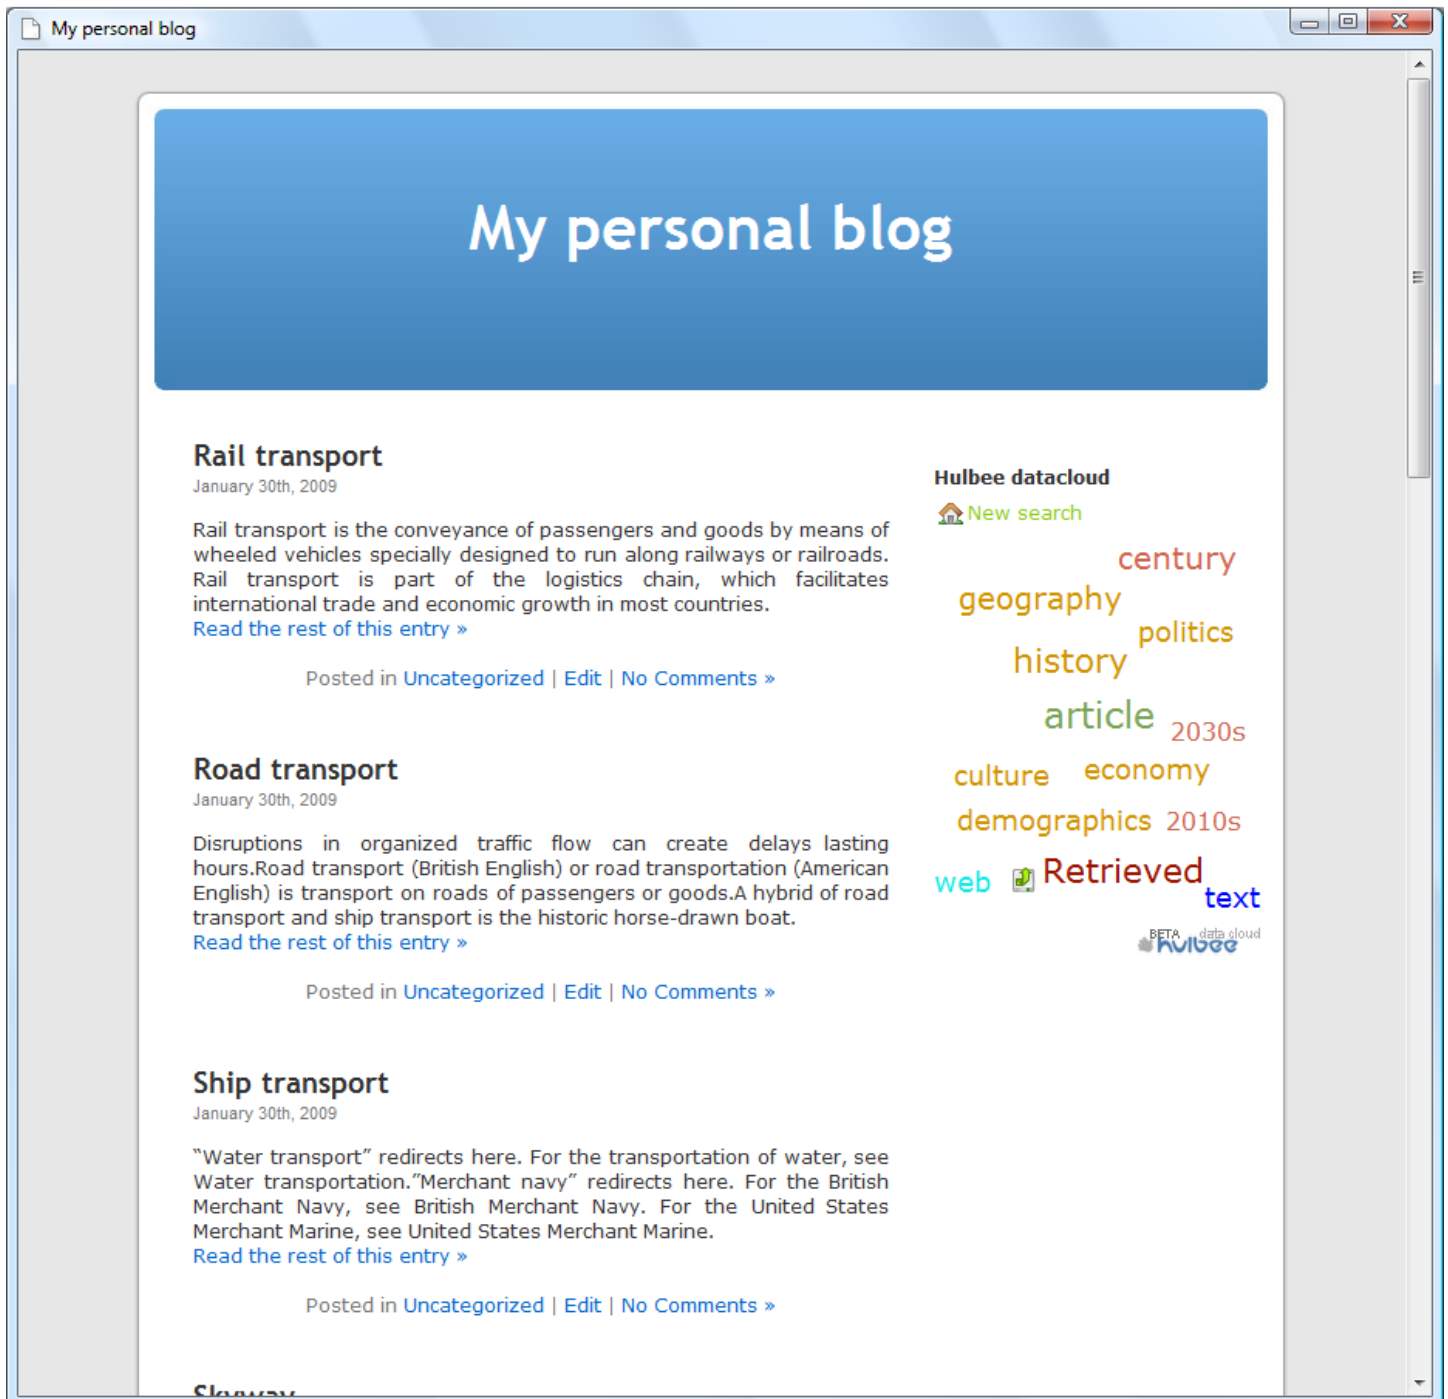 My personal blog
My personal blog
Rail transport
January 30th, 2009
Rail transport is the conveyance of passengers and goods by means of
wheeled vehicles specially designed to run along railways or railroads.
Rail transport is part of the logistics chain, which facilitates
international trade and economic growth in most countries.
Read the rest of this entry »
Posted in Uncategorized | Edit | No Comments »
Road transport
January 30th, 2009
Disruptions in organized traffic flow can create delays lasting
hours.Road transport (British English) or road transportation (American
English) is transport on roads of passengers or goods.A hybrid of road
transport and ship transport is the historic horse-drawn boat.
Read the rest of this entry »
Posted in Uncategorized | Edit | No Comments »
Ship transport
January 30th, 2009
“Water transport” redirects here. For the transportation of water, see
Water transportation.”Merchant navy” redirects here. For the British
Merchant Navy, see British Merchant Navy. For the United States
Merchant Marine, see United States Merchant Marine.
Read the rest of this entry »
Posted in Uncategorized | Edit | No Comments »
Skyway
Hulbee datacloud
New search
century
geography
politics
history
article
2030s
culture economy
demographics 2010s
web Retrieved
text
BETA data cloud
hulbee